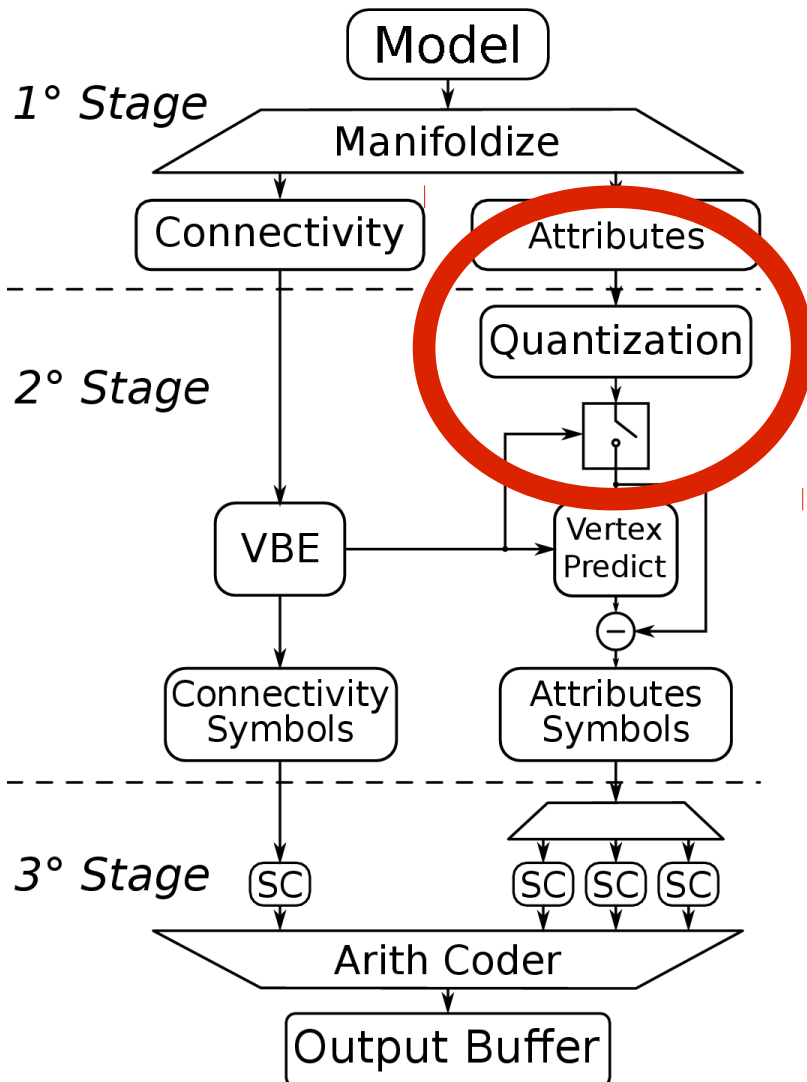 Model
1° Stage
Manifoldize
Connectivity
Attributes
Quantization
2° Stage
VBE
Vertex
Predict
−
Connectivity
Symbols
Attributes
Symbols
3° Stage
SC
SC
SC
SC
Arith Coder
Output Buffer